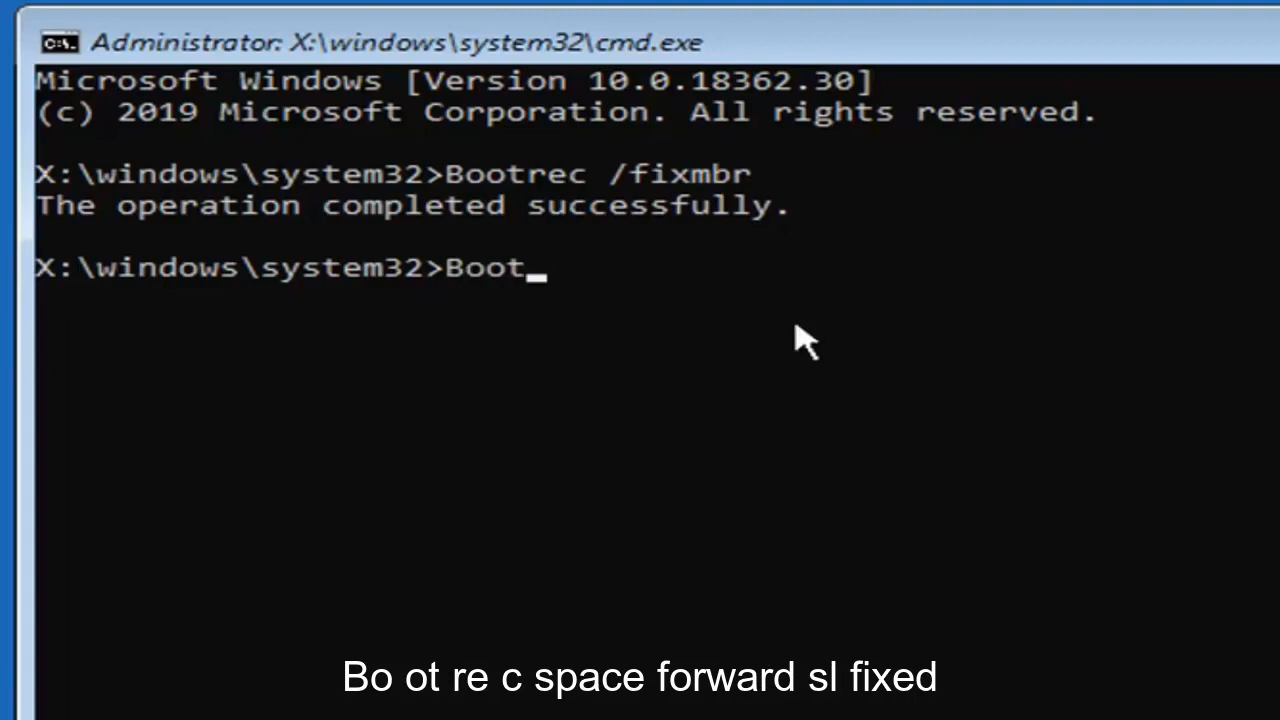 Administrator: X:\windows\system32\cmd.exe
Microsoft Windows [Version 10.0.18362.30]
(c) 2019 Microsoft Corporation. All rights reserved.
X:\windows\system32>Bootrec /fixmbr
The operation completed successfully.
X:\windows\system32>Boot_
Bo ot re c space forward sl fixed